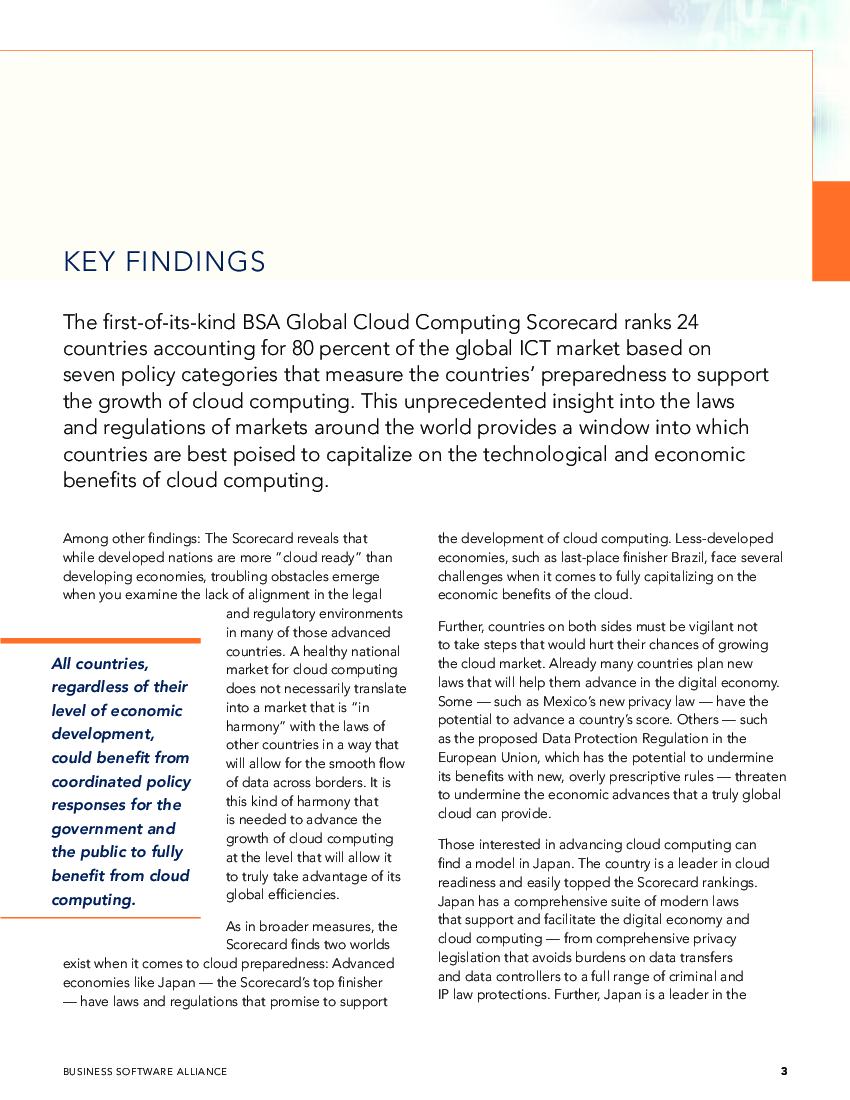 KEY FINDINGS
The first-of-its-kind BSA Global Cloud Computing Scorecard ranks 24
countries accounting for 80 percent of the global ICT market based on
seven policy categories that measure the countries’ preparedness to support
the growth of cloud computing. This unprecedented insight into the laws
and regulations of markets around the world provides a window into which
countries are best poised to capitalize on the technological and economic
benefits of cloud computing.
Among other findings: The Scorecard reveals that
while developed nations are more “cloud ready” than
developing economies, troubling obstacles emerge
when you examine the lack of alignment in the legal
and regulatory environments
in many of those advanced
countries. A healthy national
market for cloud computing
does not necessarily translate
into a market that is “in
harmony” with the laws of
other countries in a way that
will allow for the smooth flow
of data across borders. It is
this kind of harmony that
is needed to advance the
growth of cloud computing
at the level that will allow it
to truly take advantage of its
global efficiencies.
As in broader measures, the
Scorecard finds two worlds
exist when it comes to cloud preparedness: Advanced
economies like Japan — the Scorecard’s top finisher
— have laws and regulations that promise to support
All countries,
regardless of their
level of economic
development,
could benefit from
coordinated policy
responses for the
government and
the public to fully
benefit from cloud
computing.
the development of cloud computing. Less-developed
economies, such as last-place finisher Brazil, face several
challenges when it comes to fully capitalizing on the
economic benefits of the cloud.
Further, countries on both sides must be vigilant not
to take steps that would hurt their chances of growing
the cloud market. Already many countries plan new
laws that will help them advance in the digital economy.
Some — such as Mexico’s new privacy law — have the
potential to advance a country’s score. Others — such
as the proposed Data Protection Regulation in the
European Union, which has the potential to undermine
its benefits with new, overly prescriptive rules — threaten
to undermine the economic advances that a truly global
cloud can provide.
Those interested in advancing cloud computing can
find a model in Japan. The country is a leader in cloud
readiness and easily topped the Scorecard rankings.
Japan has a comprehensive suite of modern laws
that support and facilitate the digital economy and
cloud computing — from comprehensive privacy
legislation that avoids burdens on data transfers
and data controllers to a full range of criminal and
IP law protections. Further, Japan is a leader in the
BUSINESS SOFTWARE ALLIANCE
3